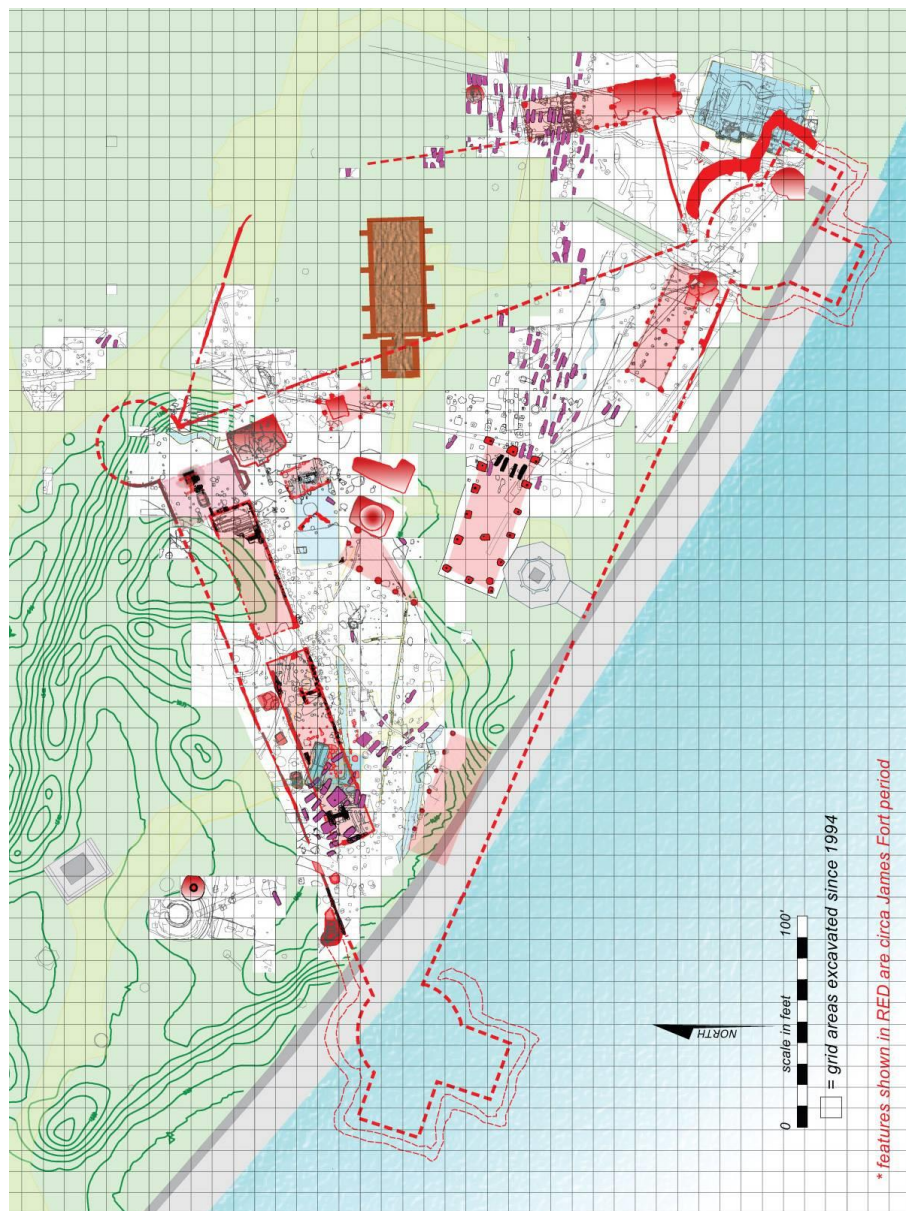 NORTH
0 scale in feet 100'
= grid areas excavated since 1994
* features shown in RED are circa James Fort period